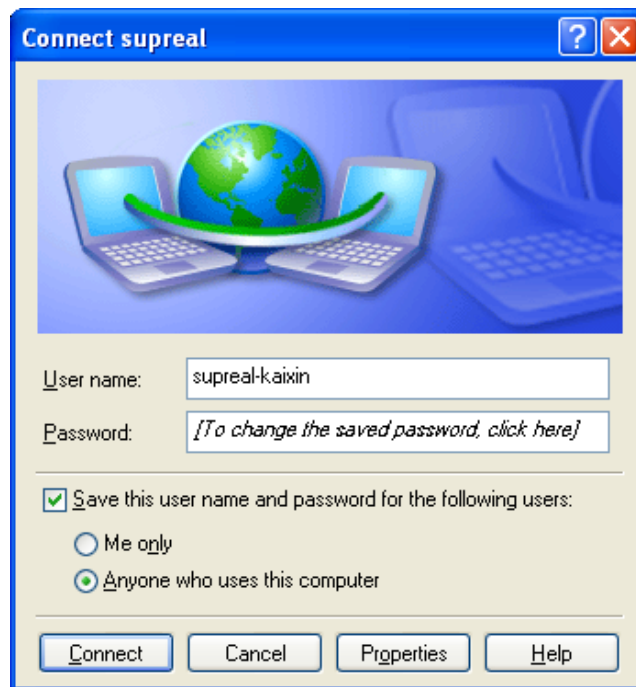 Connect supreal
User name: supreal-kaixin
Password: [To change the saved password, click here]
Save this user name and password for the following users:
Me only
Anyone who uses this computer
Connect Cancel Properties Help